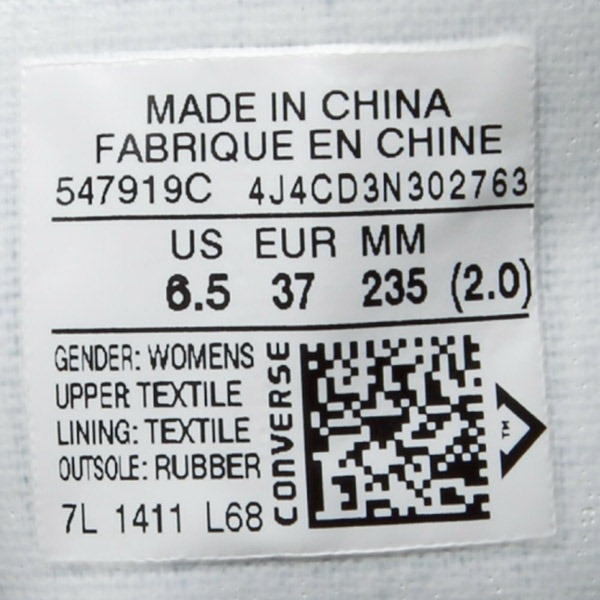 MADE IN CHINA
FABRIQUE EN CHINE
547919C 4J4CD3N302763
US EUR MM
6.5 37 235 (2.0)
GENDER: WOMENS
UPPER TEXTILE
LINING: TEXTILE
OUTSOLE: RUBBER
7L 1411 L68
CONVERSE
TM